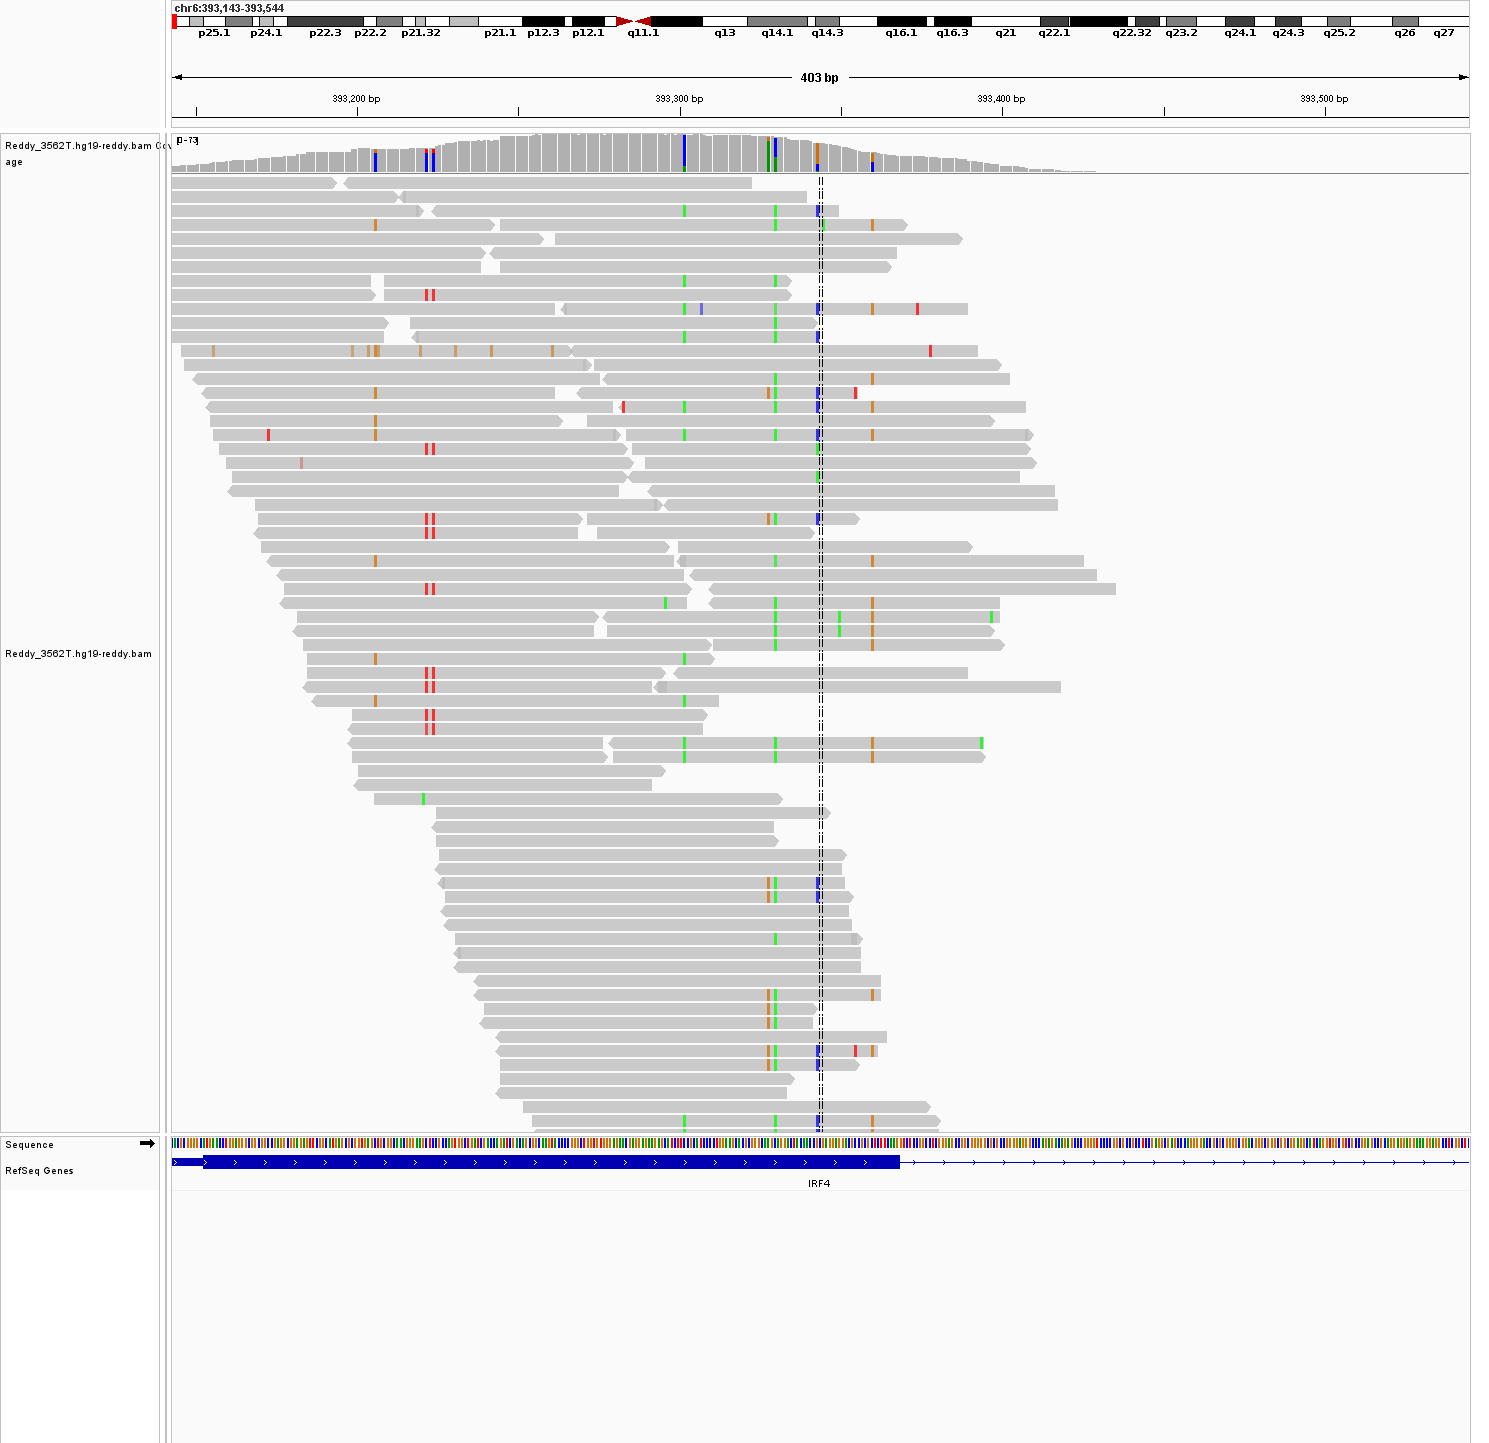 chr6:393,143-393,544
p25.1 p24.1 p22.3 p22.2 p21.32 p21.1 p12.3 p12.1 q11.1 q13 q14.1 q14.3 q16.1 q16.3 q21 q22.1 q22.32 q23.2 q24.1 q24.3 q25.2 q26 q27
403 bp
393,200 bp 393,300 bp 393,400 bp 393,500 bp
[0-73]
Reddy_3562T.hg19-reddy.bam Cov
age
Reddy_3562T.hg19-reddy.bam
Sequence
RefSeq Genes
IRF4